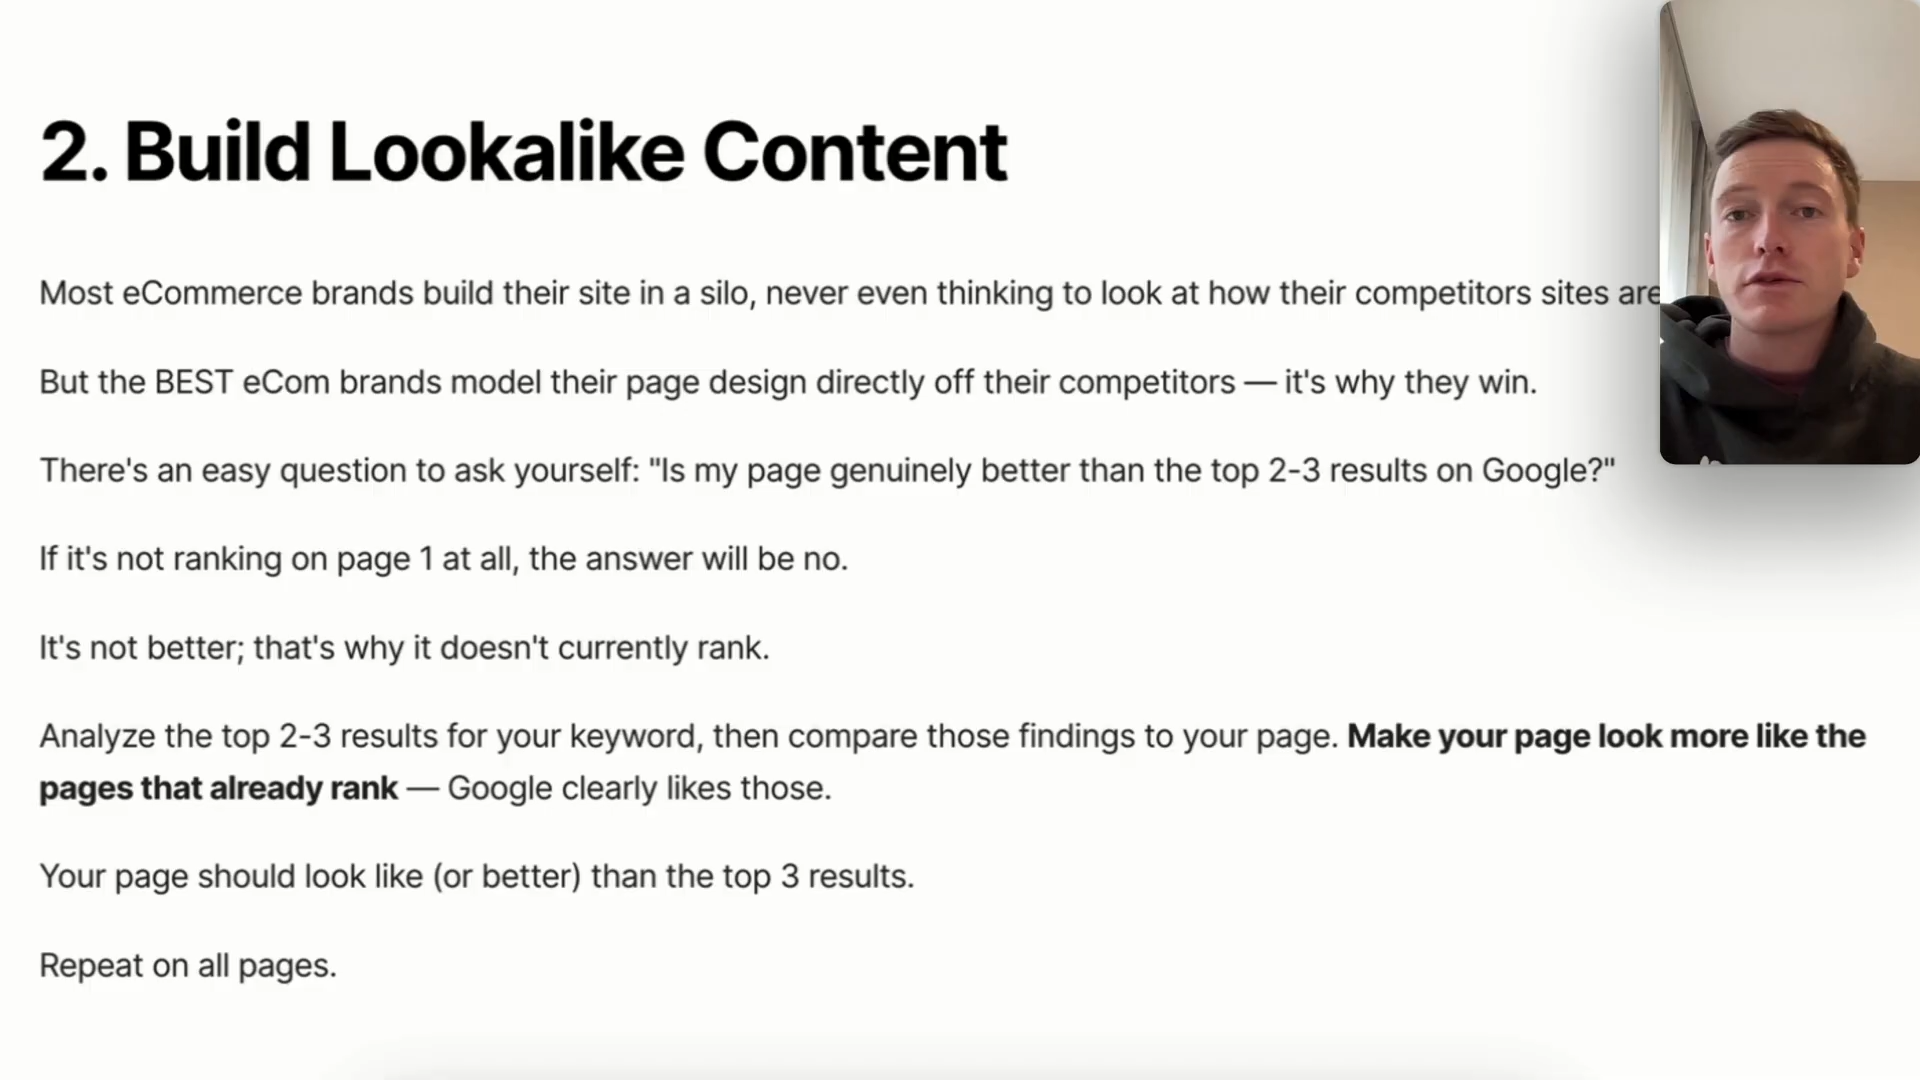 2. Build Lookalike Content
Most eCommerce brands build their site in a silo, never even thinking to look at how their competitors sites are
But the BEST eCom brands model their page design directly off their competitors — it's why they win.
There's an easy question to ask yourself: "Is my page genuinely better than the top 2-3 results on Google?"
If it's not ranking on page 1 at all, the answer will be no.
It's not better; that's why it doesn't currently rank.
Analyze the top 2-3 results for your keyword, then compare those findings to your page. Make your page look more like the
pages that already rank — Google clearly likes those.
Your page should look like (or better) than the top 3 results.
Repeat on all pages.